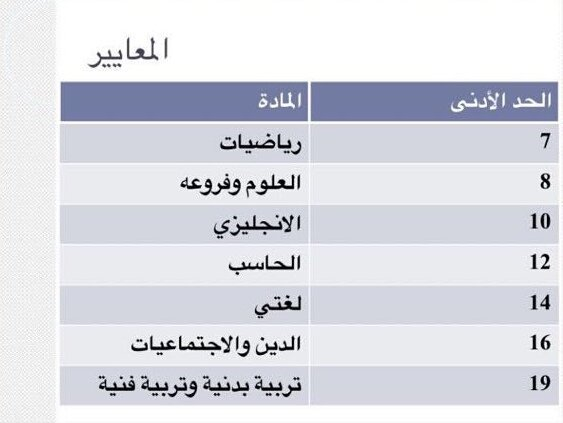 المعايير
الحد الأدنى المادة
7 رياضيات
8 العلوم وفروعه
10 الانجليزي
12 الحاسب
14 لغتي
16 الدين والاجتماعيات
19 تربية بدنية وتربية فنية